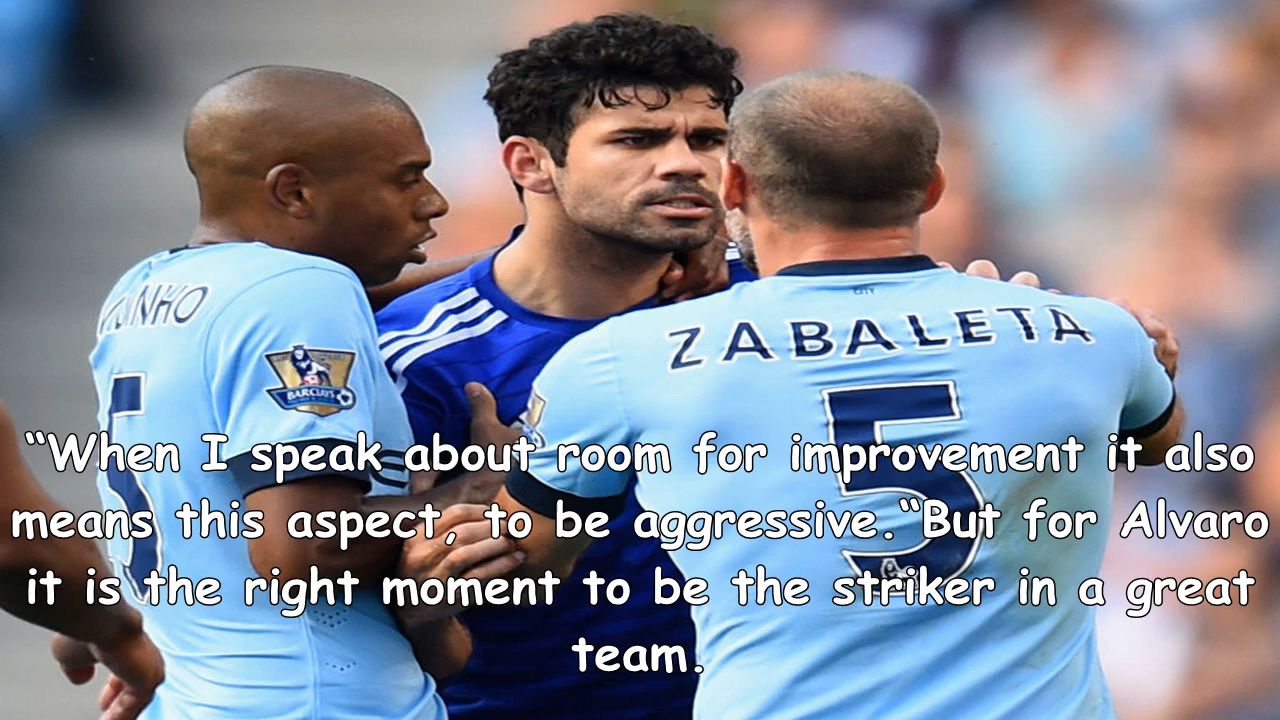 ZABALETA
5
BARCLAYS
“When I speak about room for improvement it also
means this aspect, to be aggressive.“But for Alvaro
it is the right moment to be the striker in a great
team.